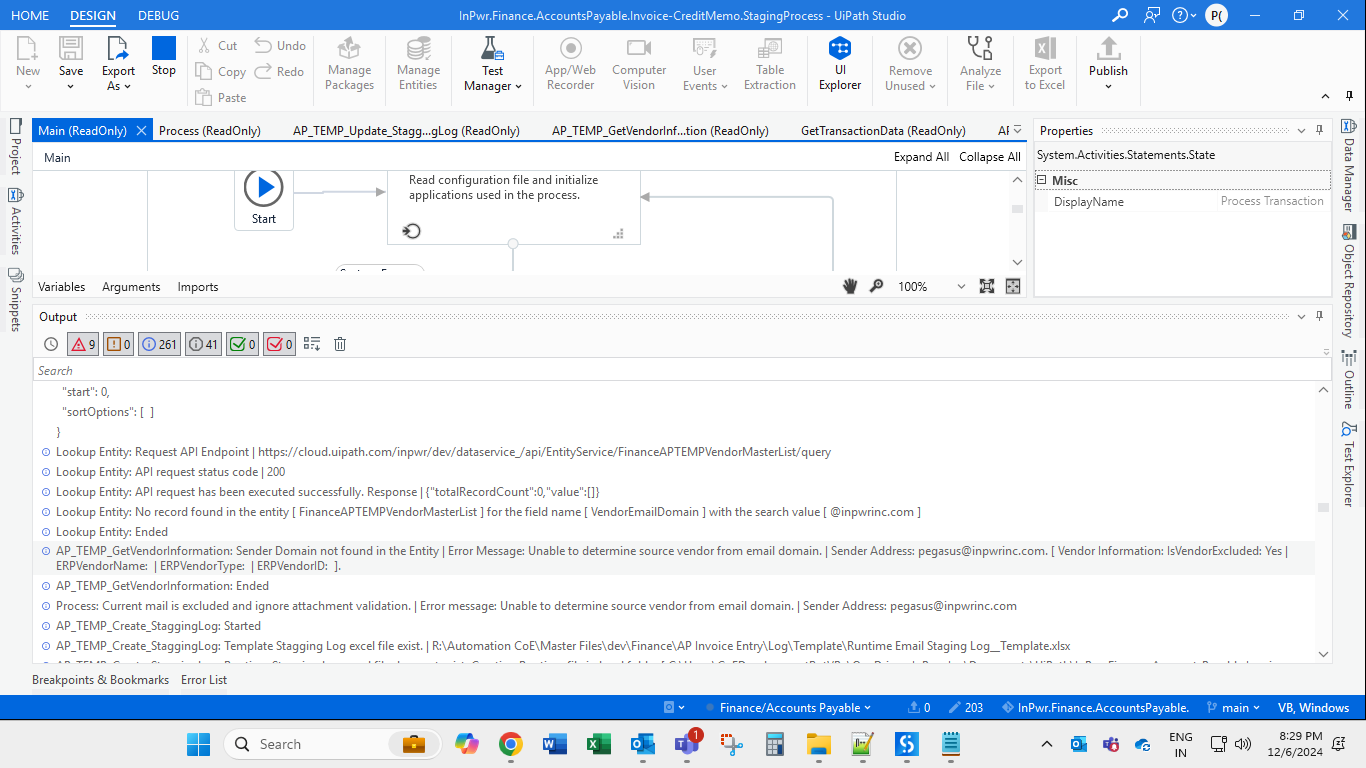 HOME DESIGN DEBUG InPwr.Finance.AccountsPayable.Invoice-CreditMemo.StagingProcess - UiPath Studio P(
New Save Export As Stop Cut Undo Copy Redo Paste Manage Packages Manage Entities Test Manager App/Web Recorder Computer Vision User Events Table Extraction UI Explorer Remove Unused Analyze File Export to Excel Publish
Main (ReadOnly) Process (ReadOnly) AP_TEMP_Update_Stagg...gLog (ReadOnly) AP_TEMP_GetVendorInf...tion (ReadOnly) GetTransactionData (ReadOnly)
Main Expand All Collapse All
Start
Read configuration file and initialize
applications used in the process.
Variables Arguments Imports 100%
Properties
System.Activities.Statements.State
Misc
DisplayName Process Transaction
Project
Activities
Snippets
Data Manager
Object Repository
Outline
Test Explorer
Output
9 0 261 41 0 0
Search
"start": 0,
"sortOptions": [ ]
}
Lookup Entity: Request API Endpoint | https://cloud.uipath.com/inpwr/dev/dataservice_/api/EntityService/FinanceAPTEMPVendorMasterList/query
Lookup Entity: API request status code | 200
Lookup Entity: API request has been executed successfully. Response | {"totalRecordCount":0,"value":[]}
Lookup Entity: No record found in the entity [ FinanceAPTEMPVendorMasterList ] for the field name [ VendorEmailDomain ] with the search value [ @inpwrinc.com ]
Lookup Entity: Ended
AP_TEMP_GetVendorInformation: Sender Domain not found in the Entity | Error Message: Unable to determine source vendor from email domain. | Sender Address: pegasus@inpwrinc.com. [ Vendor Information: IsVendorExcluded: Yes |
ERPVendorName: | ERPVendorType: | ERPVendorID: ].
AP_TEMP_GetVendorInformation: Ended
Process: Current mail is excluded and ignore attachment validation. | Error message: Unable to determine source vendor from email domain. | Sender Address: pegasus@inpwrinc.com
AP_TEMP_Create_StaggingLog: Started
AP_TEMP_Create_StaggingLog: Template Stagging Log excel file exist. | R:\Automation CoE\Master Files\dev\Finance\AP Invoice Entry\Log\Template\Runtime Email Staging Log__Template.xlsx
Breakpoints & Bookmarks Error List
Finance/Accounts Payable 0 203 InPwr.Finance.AccountsPayable. main VB, Windows
Search 1 ENG IN 8:29 PM 12/6/2024